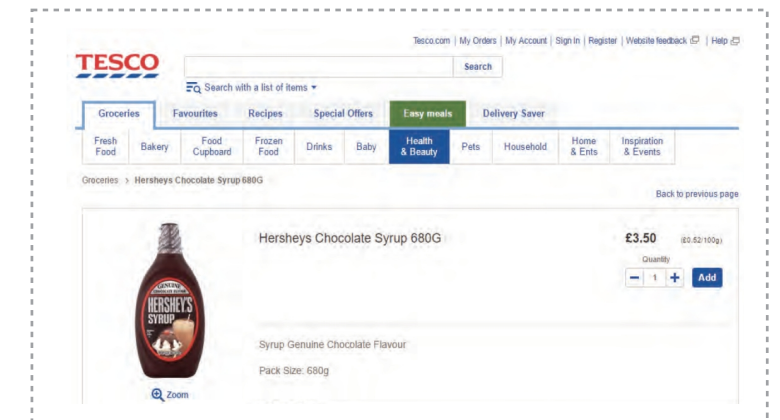 Tesco.com | My Orders | My Account | Sign In | Register | Website feedback | Help
TESCO
Search
Search with a list of items
Groceries Favourites Recipes Special Offers Easy meals Delivery Saver
Fresh Food Bakery Food Cupboard Frozen Food Drinks Baby Health & Beauty Pets Household Home & Ents Inspiration & Events
Groceries > Hersheys Chocolate Syrup 680G
Back to previous page
Hersheys Chocolate Syrup 680G
£3.50 (£0.52/100g)
Quantity
− 1 + Add
GENUINE
CHOCOLATE FLAVOR
HERSHEY'S
SYRUP
Syrup Genuine Chocolate Flavour
Pack Size: 680g
Zoom